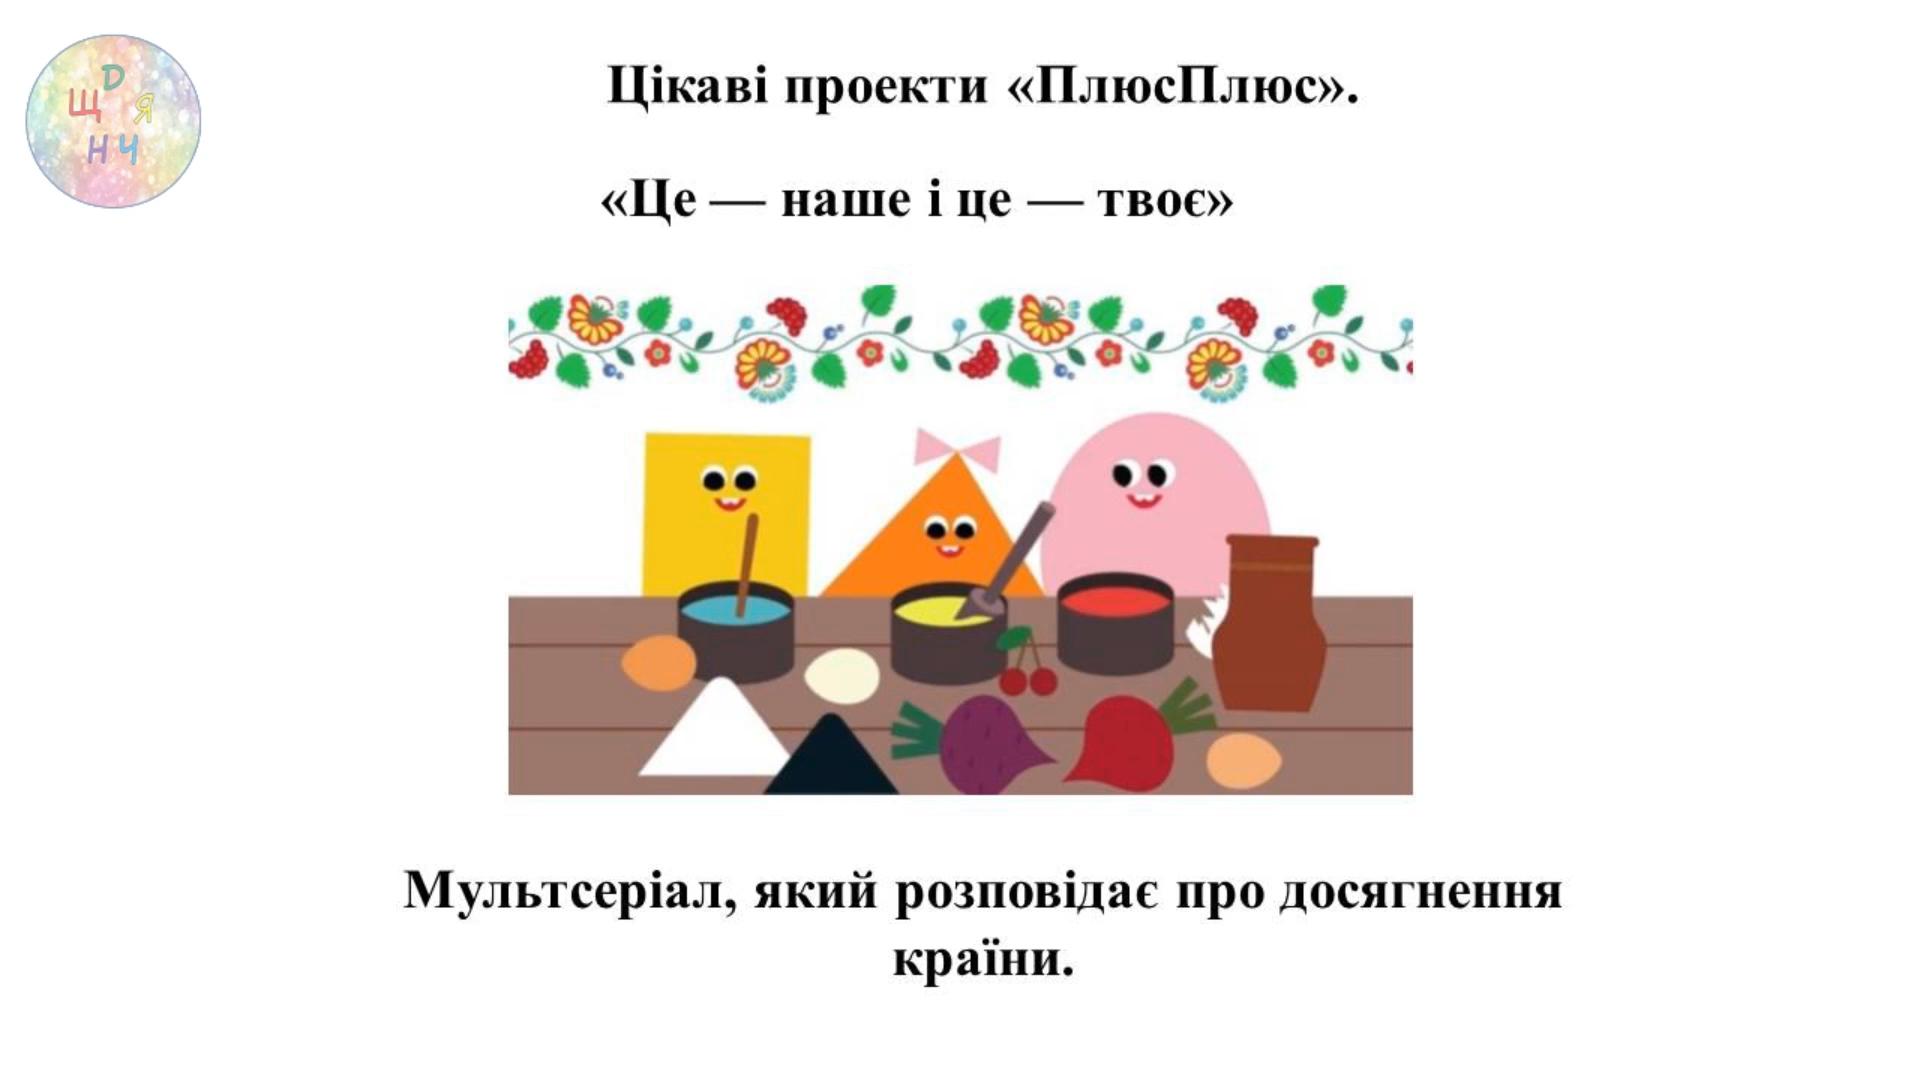 Д
Щ Я
Н Ч
Цікаві проекти «ПлюсПлюс».
«Це — наше і це — твоє»
Мультсеріал, який розповідає про досягнення
країни.